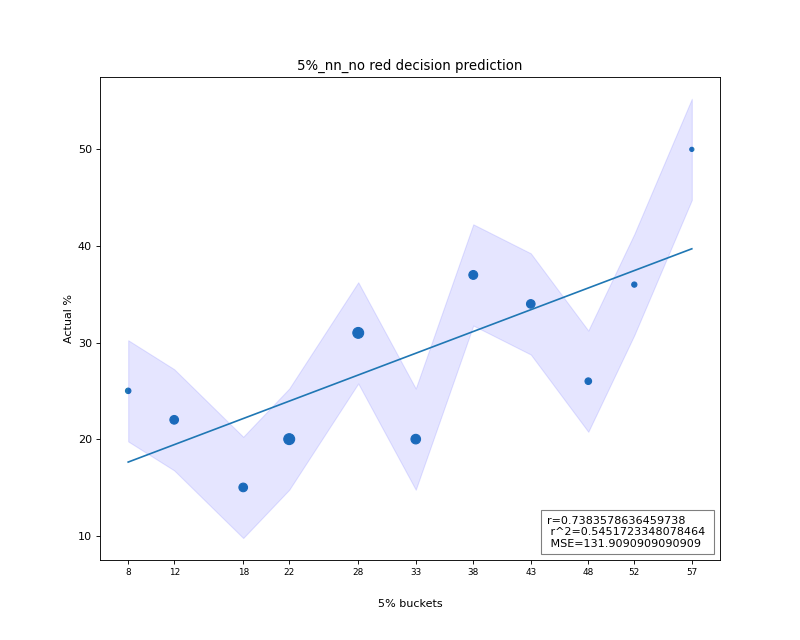 5%_nn_no red decision prediction
Actual %
50
40
30
20
10
r=0.7383578636459738
r^2=0.5451723348078464
MSE=131.9090909090909
8 12 18 22 28 33 38 43 48 52 57
5% buckets